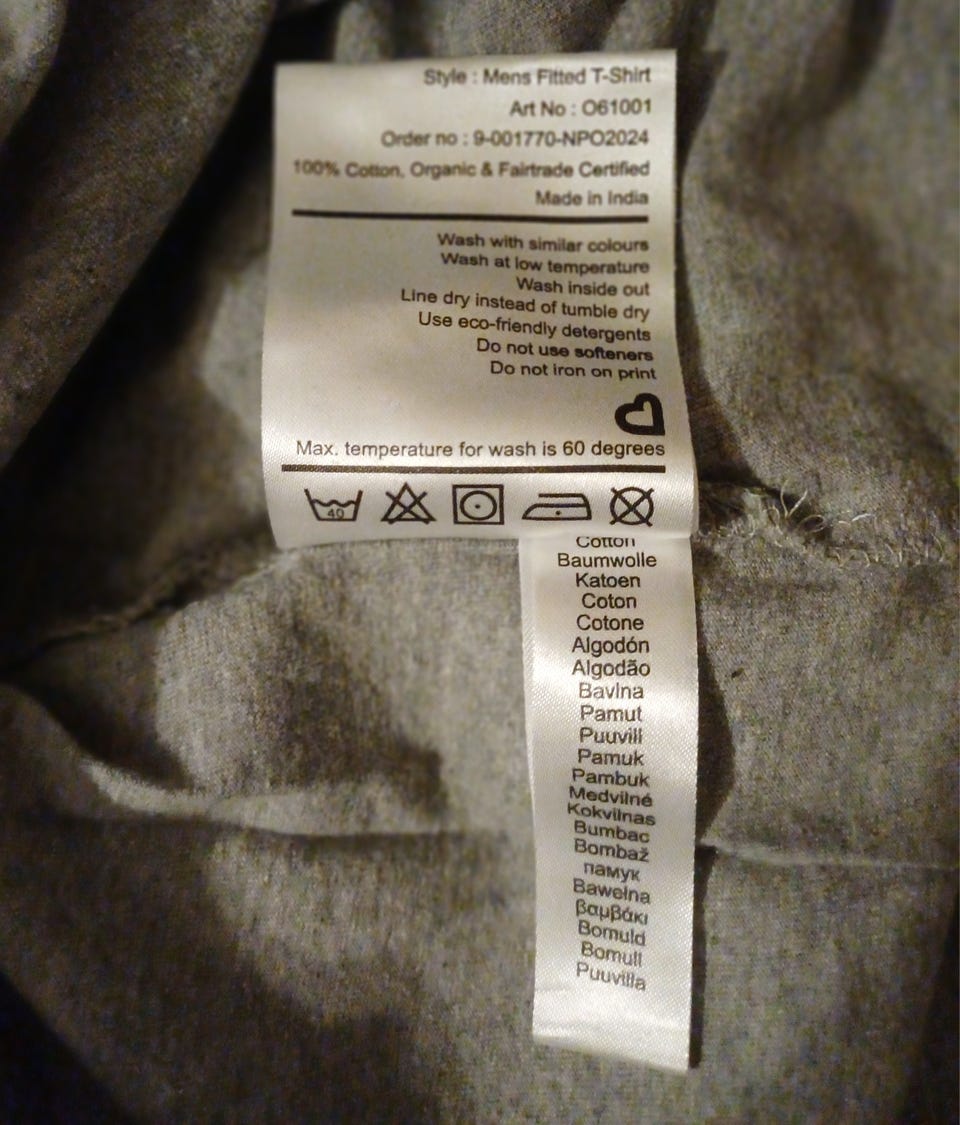 Style : Mens Fitted T-Shirt
Art No : O61001
Order no : 9-001770-NPO2024
100% Cotton, Organic & Fairtrade Certified
Made in India
Wash with similar colours
Wash at low temperature
Wash inside out
Line dry instead of tumble dry
Use eco-friendly detergents
Do not use softeners
Do not iron on print
Max. temperature for wash is 60 degrees
40
Cotton
Baumwolle
Katoen
Coton
Cotone
Algodón
Algodão
Bavlna
Pamut
Puuvill
Pamuk
Pambuk
Medvilné
Kokvilnas
Bumbac
Bombaž
памук
Bawełna
βαμβάκι
Bomuld
Bomull
Puuvilla